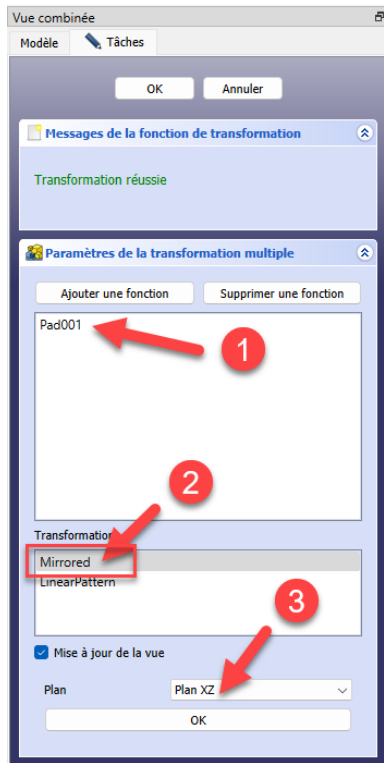 Vue combinée
Modèle Tâches
OK Annuler
Messages de la fonction de transformation
Transformation réussie
Paramètres de la transformation multiple
Ajouter une fonction Supprimer une fonction
Pad001
1
2
Transformation
Mirrored
LinearPattern
3
Mise à jour de la vue
Plan Plan XZ
OK